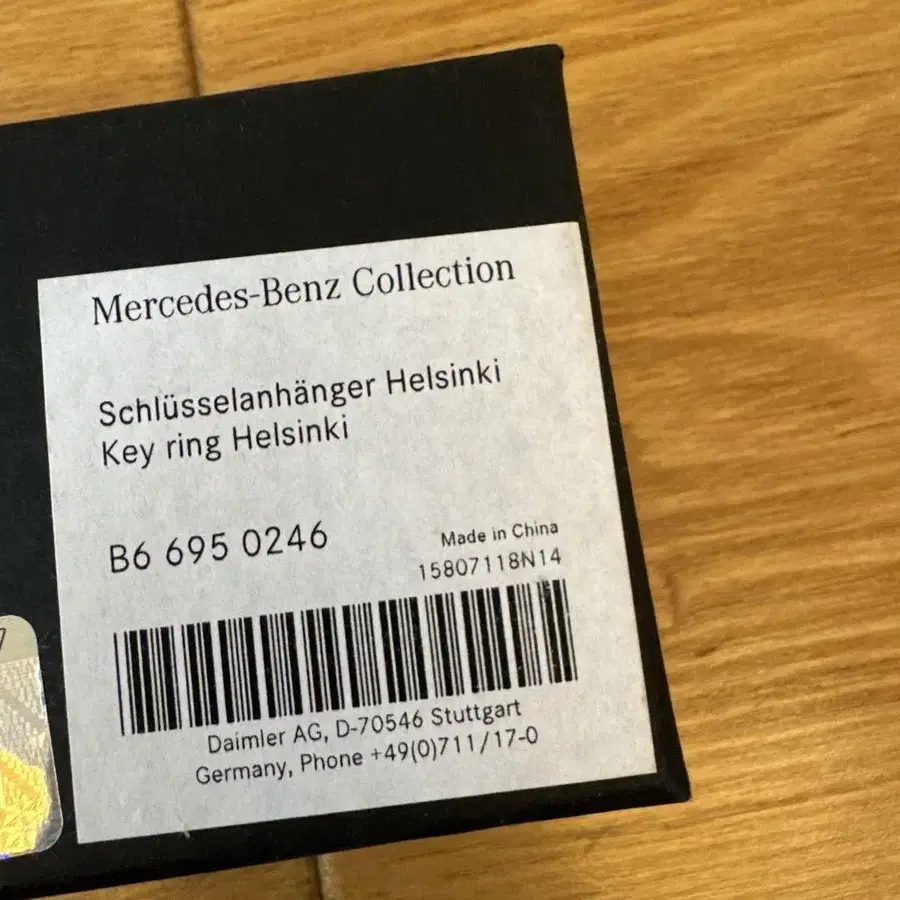 Mercedes-Benz Collection
Schlüsselanhänger Helsinki
Key ring Helsinki
B6 695 0246
Made in China
15807118N14
Daimler AG, D-70546 Stuttgart
Germany, Phone +49(0)711/17-0